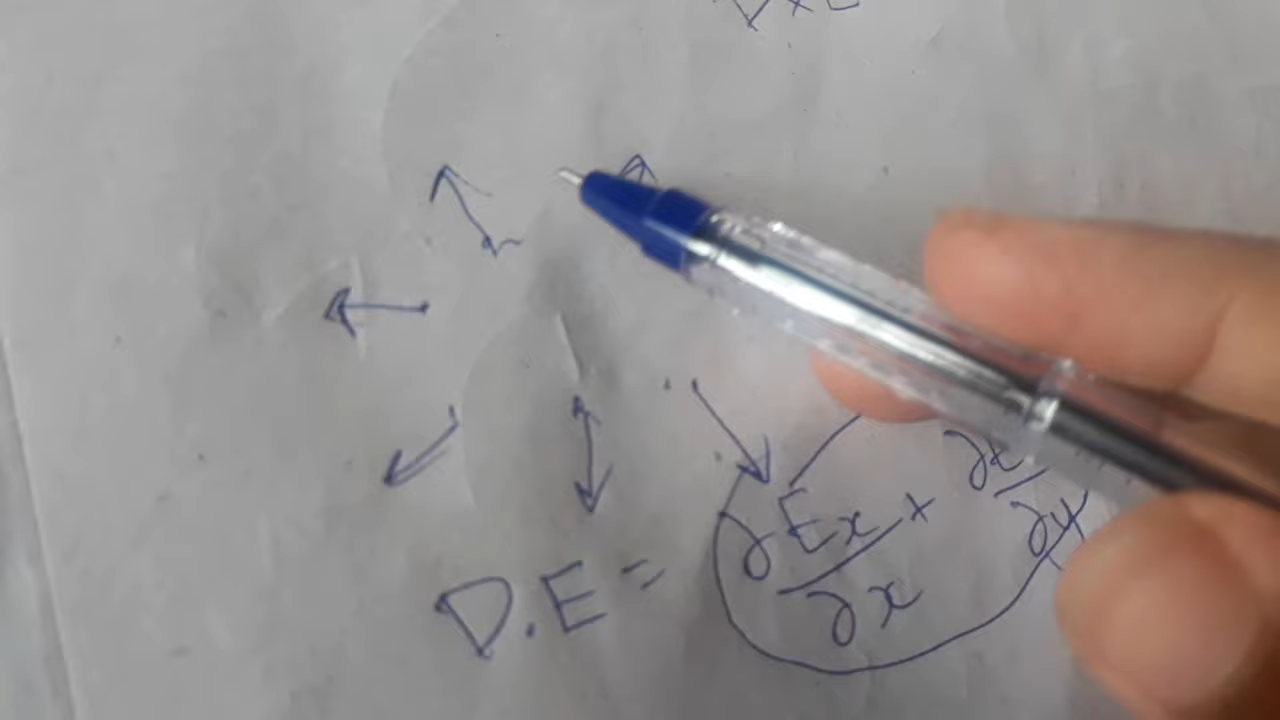 ∇×E
∇.E = ∂Ex/∂x + ∂E/∂y